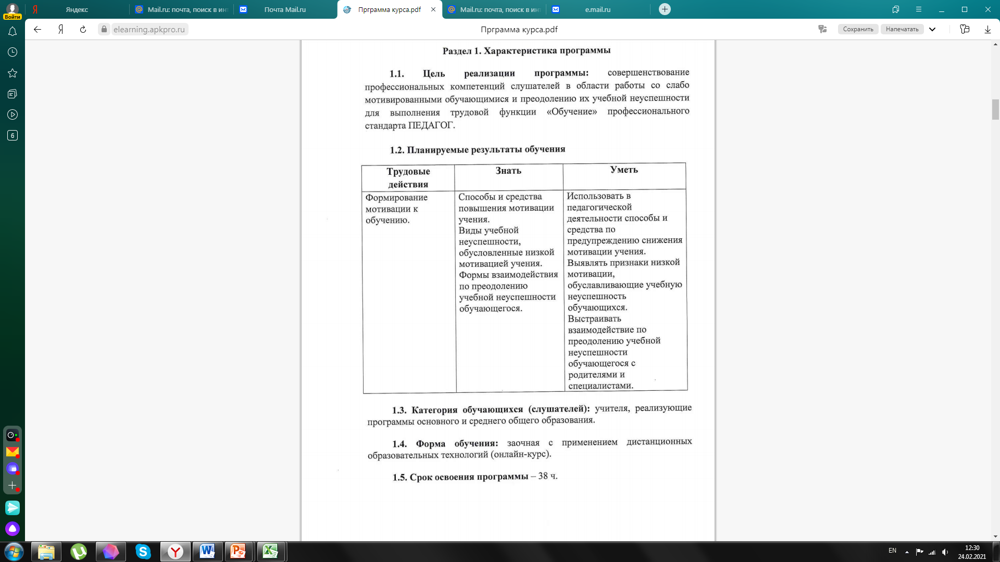 Яндекс
Mail.ru: почта, поиск в инт
Почта Mail.ru
Пргрaмма курса.pdf
Mail.ru: почта, поиск в инт
e.mail.ru
Войти
elearning.apkpro.ru
Пргрaмма курса.pdf
Сохранить
Напечатать
6
Раздел 1. Характеристика программы
1.1. Цель реализации программы: совершенствование
профессиональных компетенций слушателей в области работы со слабо
мотивированными обучающимися и преодолению их учебной неуспешности
для выполнения трудовой функции «Обучение» профессионального
стандарта ПЕДАГОГ.
1.2. Планируемые результаты обучения
Трудовые
действия
Знать
Уметь
Формирование
мотивации к
обучению.
Способы и средства
повышения мотивации
учения.
Виды учебной
неуспешности,
обусловленные низкой
мотивацией учения.
Формы взаимодействия
по преодолению
учебной неуспешности
обучающегося.
Использовать в
педагогической
деятельности способы и
средства по
предупреждению снижения
мотивации учения.
Выявлять признаки низкой
мотивации,
обуславливающие учебную
неуспешность
обучающихся.
Выстраивать
взаимодействие по
преодолению учебной
неуспешности
обучающегося с
родителями и
специалистами.
1.3. Категория обучающихся (слушателей): учителя, реализующие
программы основного и среднего общего образования.
1.4. Форма обучения: заочная с применением дистанционных
образовательных технологий (онлайн-курс).
1.5. Срок освоения программы – 38 ч.
EN
12:30
24.02.2021